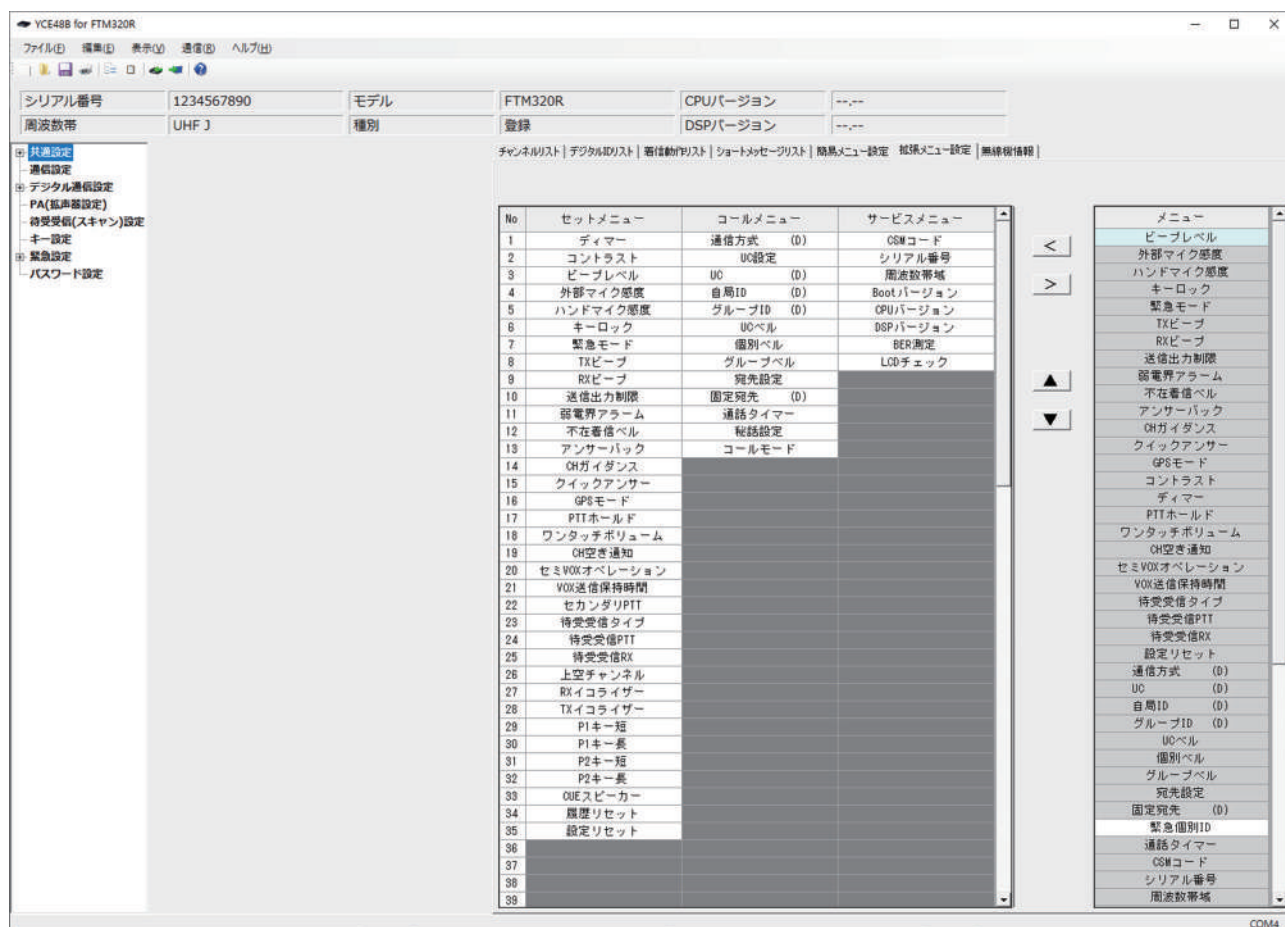 YCE48B for FTM320R
ファイル(F) 編集(E) 表示(V) 通信(R) ヘルプ(H)
シリアル番号 1234567890 モデル FTM320R CPUバージョン --.--
周波数帯 UHF J 種別 登録 DSPバージョン --.--
共通設定
通信設定
デジタル通信設定
PA(拡声器設定)
待受受信(スキャン)設定
キー設定
緊急設定
パスワード設定
チャンネルリスト デジタルIDリスト 着信動作リスト ショートメッセージリスト 簡易メニュー設定 拡張メニュー設定 無線機情報
No セットメニュー コールメニュー サービスメニュー
1 ディマー 通信方式 (D) CSMコード
2 コントラスト UC設定 シリアル番号
3 ビープレベル UC (D) 周波数帯域
4 外部マイク感度 自局ID (D) Bootバージョン
5 ハンドマイク感度 グループID (D) CPUバージョン
6 キーロック UCベル DSPバージョン
7 緊急モード 個別ベル BER測定
8 TXビープ グループベル LCDチェック
9 RXビープ 宛先設定
10 送信出力制限 固定宛先 (D)
11 弱電界アラーム 通話タイマー
12 不在着信ベル 秘話設定
13 アンサーバック コールモード
14 CHガイダンス
15 クイックアンサー
16 GPSモード
17 PTTホールド
18 ワンタッチボリューム
19 CH空き通知
20 セミVOXオペレーション
21 VOX送信保持時間
22 セカンダリPTT
23 待受受信タイプ
24 待受受信PTT
25 待受受信RX
26 上空チャンネル
27 RXイコライザー
28 TXイコライザー
29 P1キー短
30 P1キー長
31 P2キー短
32 P2キー長
33 CUEスピーカー
34 履歴リセット
35 設定リセット
36
37
38
39
<
>
▲
▼
メニュー
ビープレベル
外部マイク感度
ハンドマイク感度
キーロック
緊急モード
TXビープ
RXビープ
送信出力制限
弱電界アラーム
不在着信ベル
アンサーバック
CHガイダンス
クイックアンサー
GPSモード
コントラスト
ディマー
PTTホールド
ワンタッチボリューム
CH空き通知
セミVOXオペレーション
VOX送信保持時間
待受受信タイプ
待受受信PTT
待受受信RX
設定リセット
通信方式 (D)
UC (D)
自局ID (D)
グループID (D)
UCベル
個別ベル
グループベル
宛先設定
固定宛先 (D)
緊急個別ID
通話タイマー
CSMコード
シリアル番号
周波数帯域
COM4